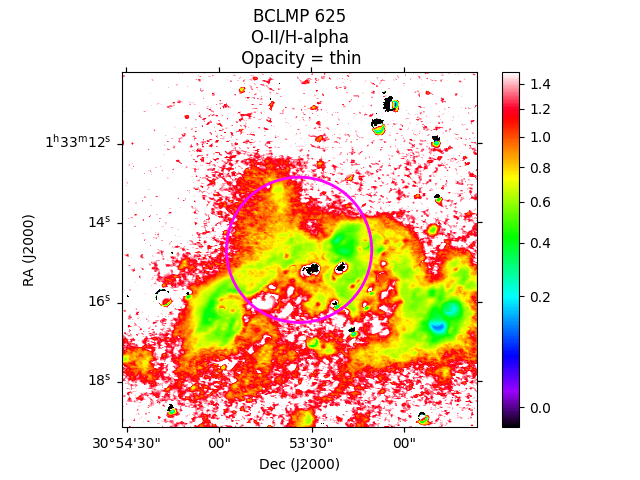 BCLMP 625
O-II/H-alpha
Opacity = thin
1ʰ33ᵐ12ˢ
14ˢ
16ˢ
18ˢ
RA (J2000)
30°54'30" 00" 53'30" 00"
Dec (J2000)
1.4
1.2
1.0
0.8
0.6
0.4
0.2
0.0